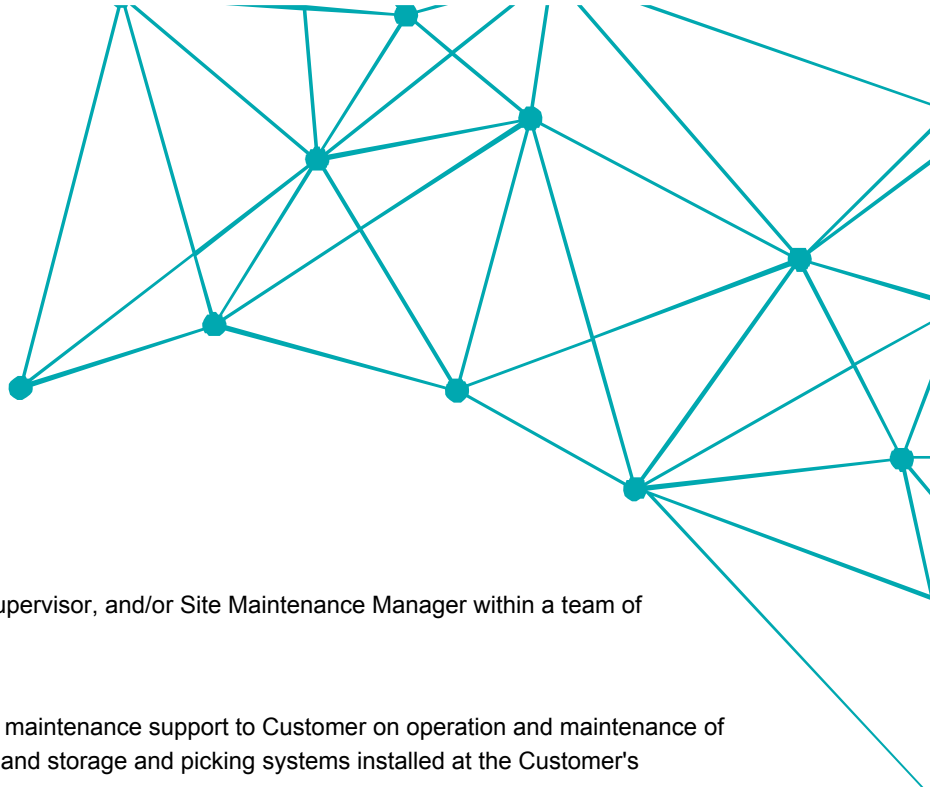 upervisor, and/or Site Maintenance Manager within a team of
maintenance support to Customer on operation and maintenance of
and storage and picking systems installed at the Customer's